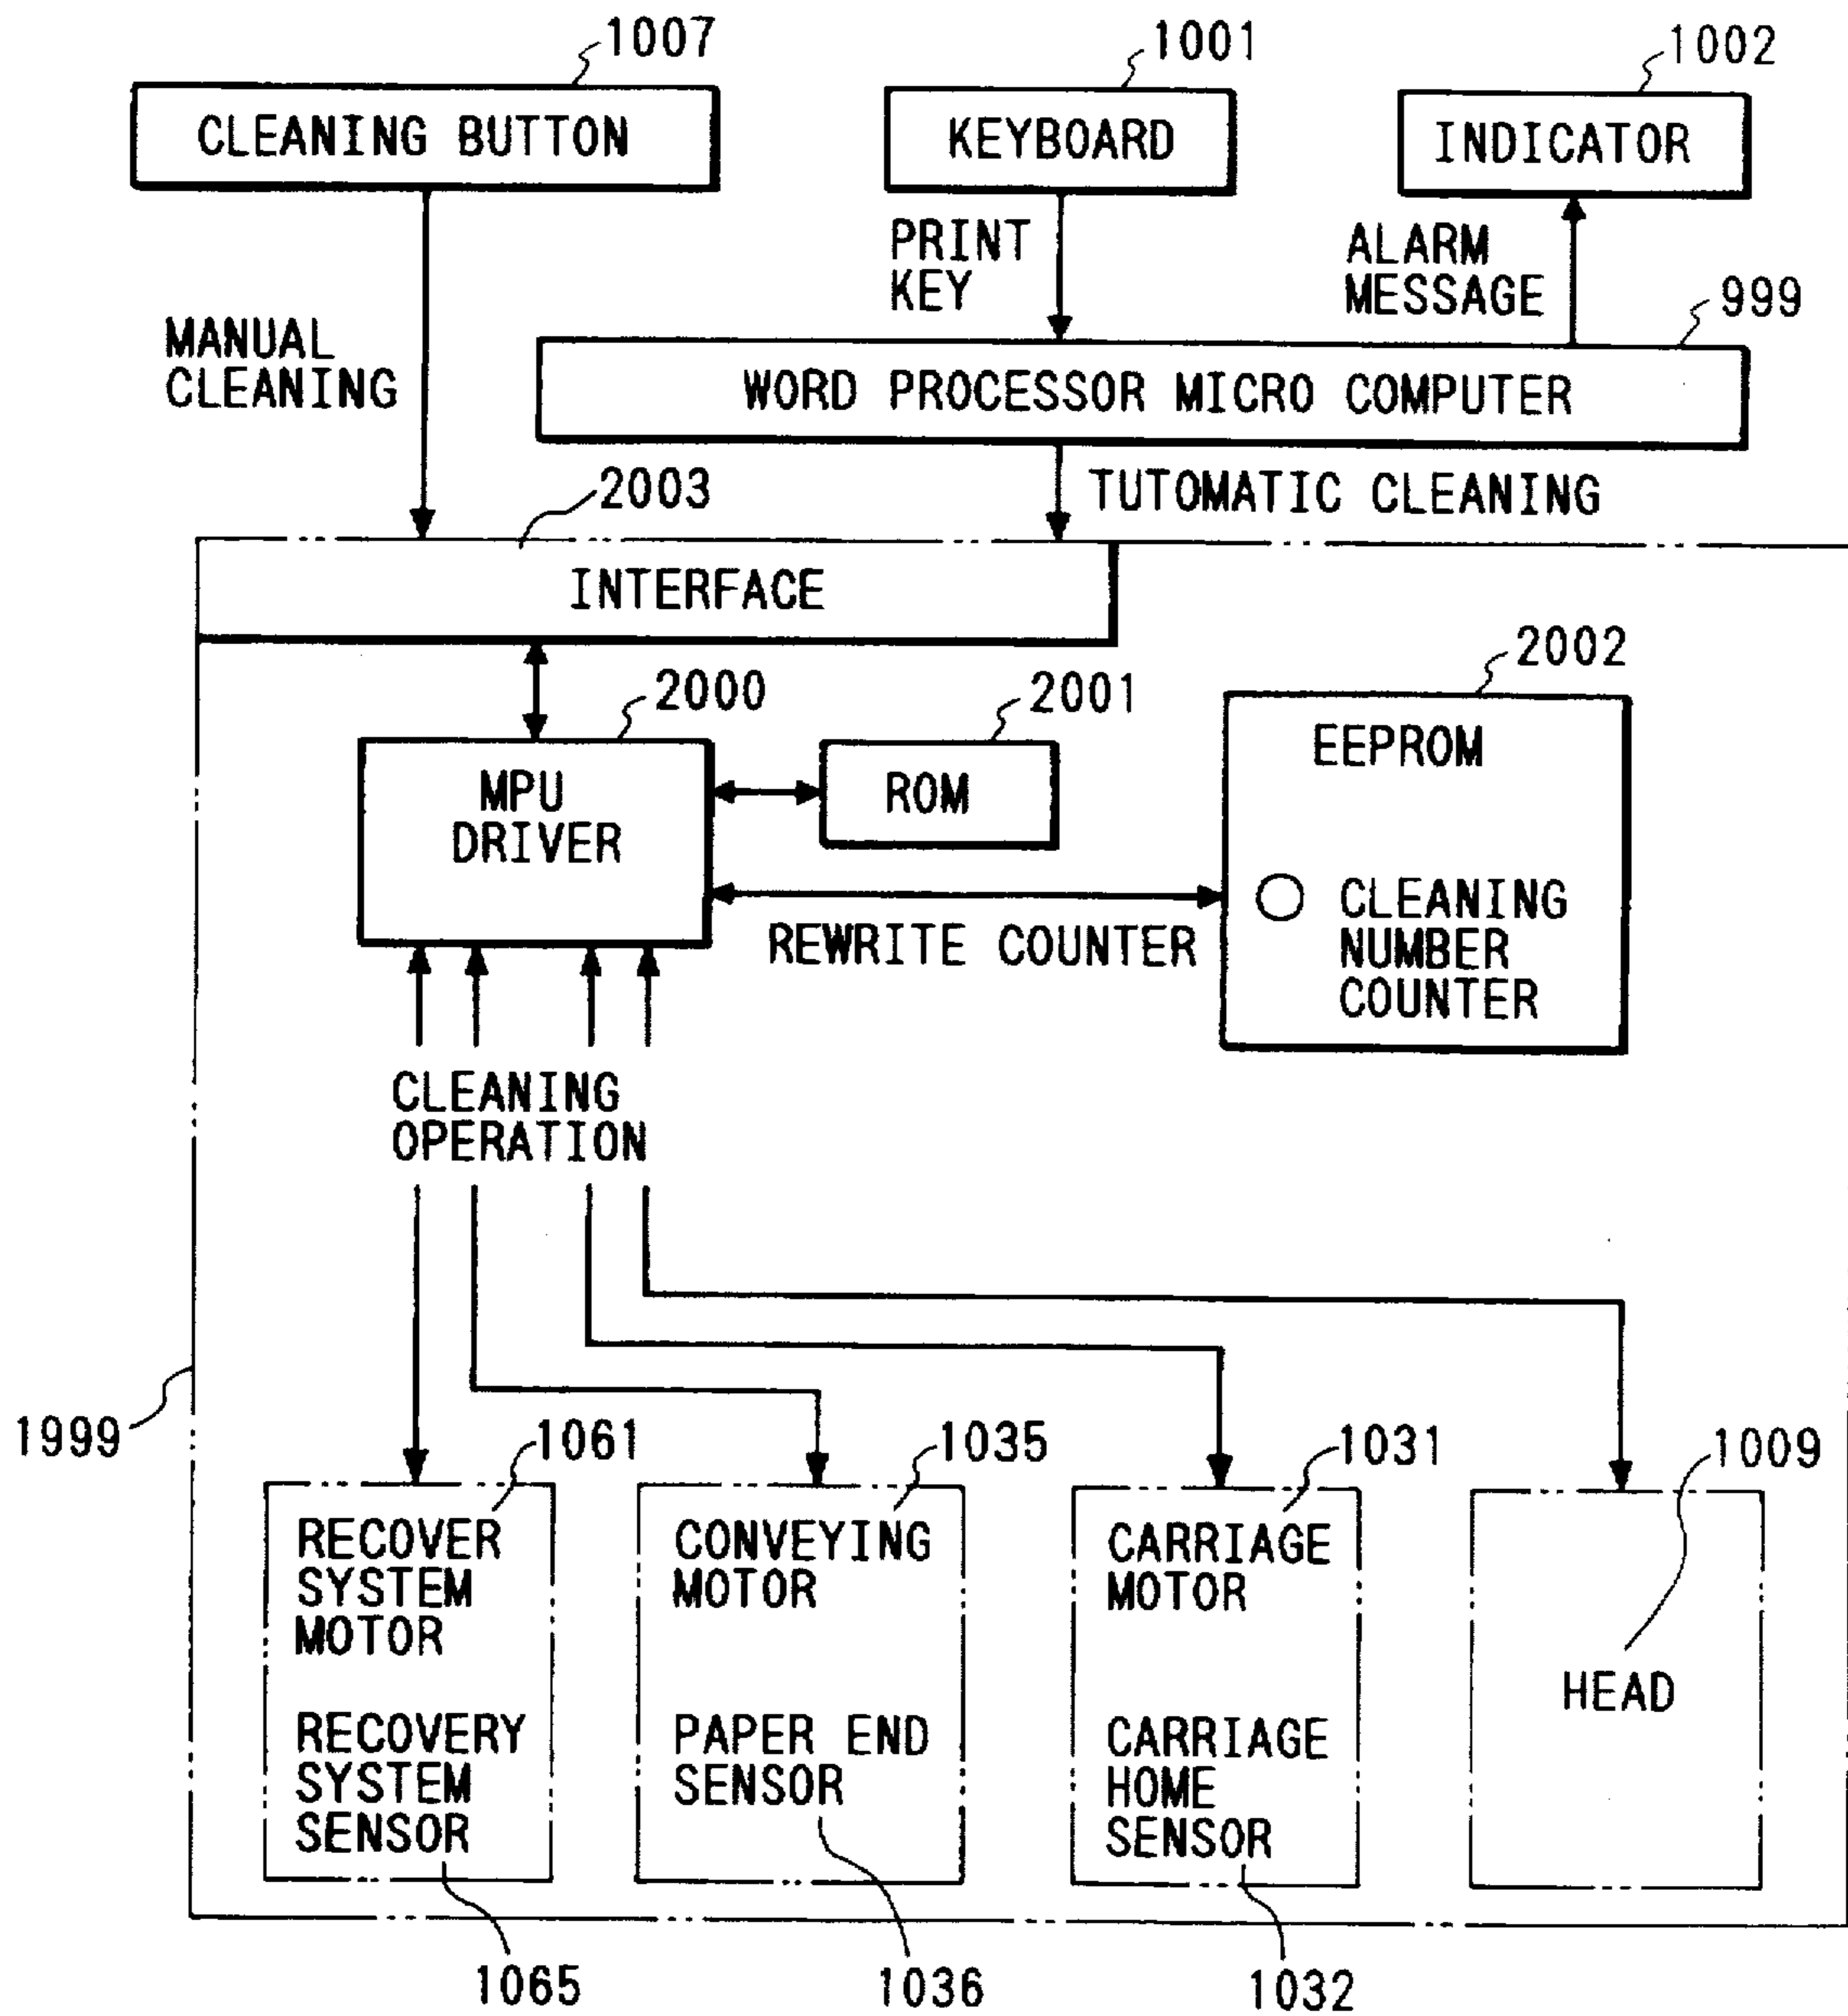 1007
1001
1002
CLEANING BUTTON
KEYBOARD
INDICATOR
PRINT
KEY
ALARM
MESSAGE
999
MANUAL
CLEANING
WORD PROCESSOR MICRO COMPUTER
2003
TUTOMATIC CLEANING
INTERFACE
2000
2001
2002
MPU
DRIVER
ROM
EEPROM
REWRITE COUNTER
CLEANING
NUMBER
COUNTER
CLEANING
OPERATION
1999
1061
1035
1031
1009
RECOVER
SYSTEM
MOTOR
RECOVERY
SYSTEM
SENSOR
CONVEYING
MOTOR
PAPER END
SENSOR
CARRIAGE
MOTOR
CARRIAGE
HOME
SENSOR
HEAD
1065
1036
1032